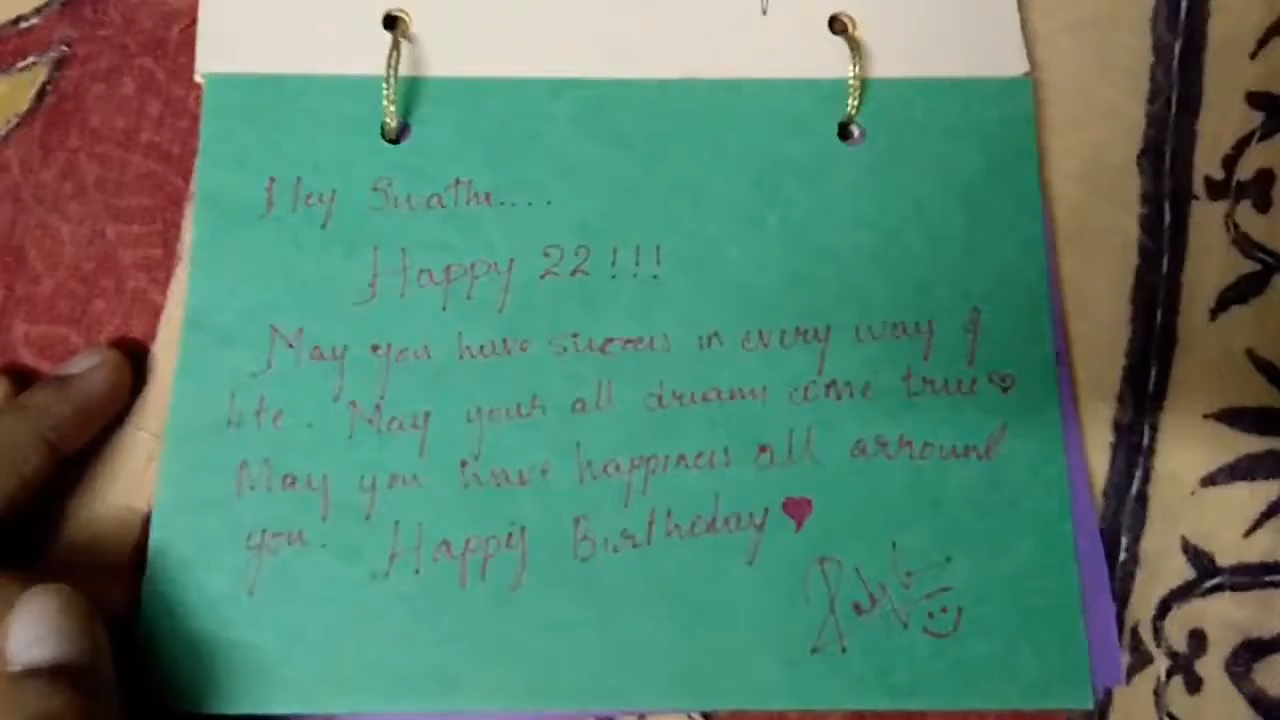 Hey Swathi....
Happy 22!!!
May you have success in every way of
life. May your all dreams come true
May you have happiness all arround
you. Happy Birthday